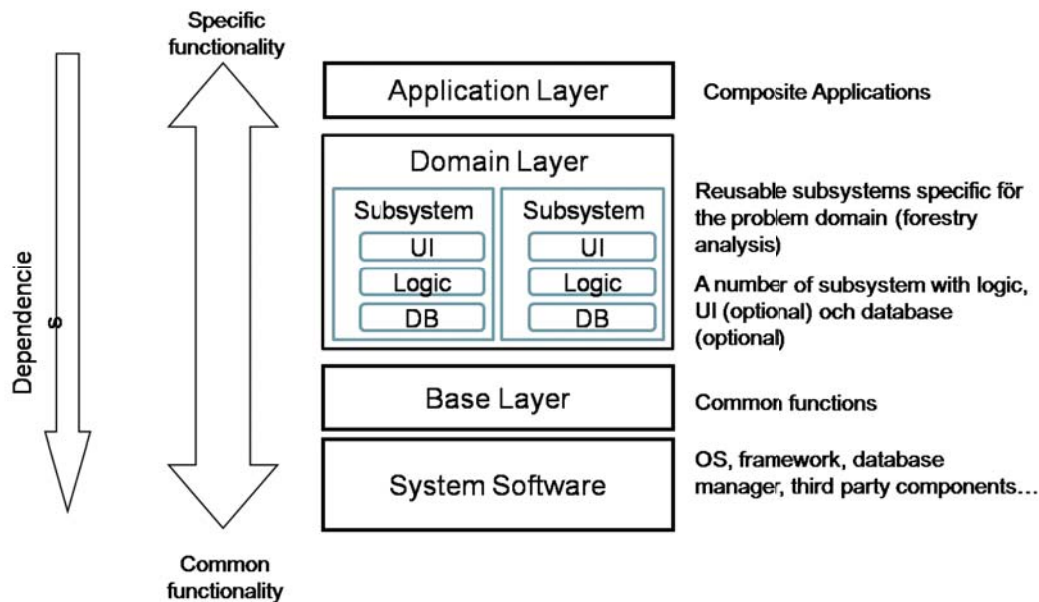 Specific
functionality
Application Layer
Composite Applications
Domain Layer
Subsystem
UI
Logic
DB
Subsystem
UI
Logic
DB
Reusable subsystems specific för
the problem domain (forestry
analysis)
A number of subsystem with logic,
UI (optional) och database
(optional)
Dependencie
s
Base Layer
Common functions
System Software
OS, framework, database
manager, third party components…
Common
functionality